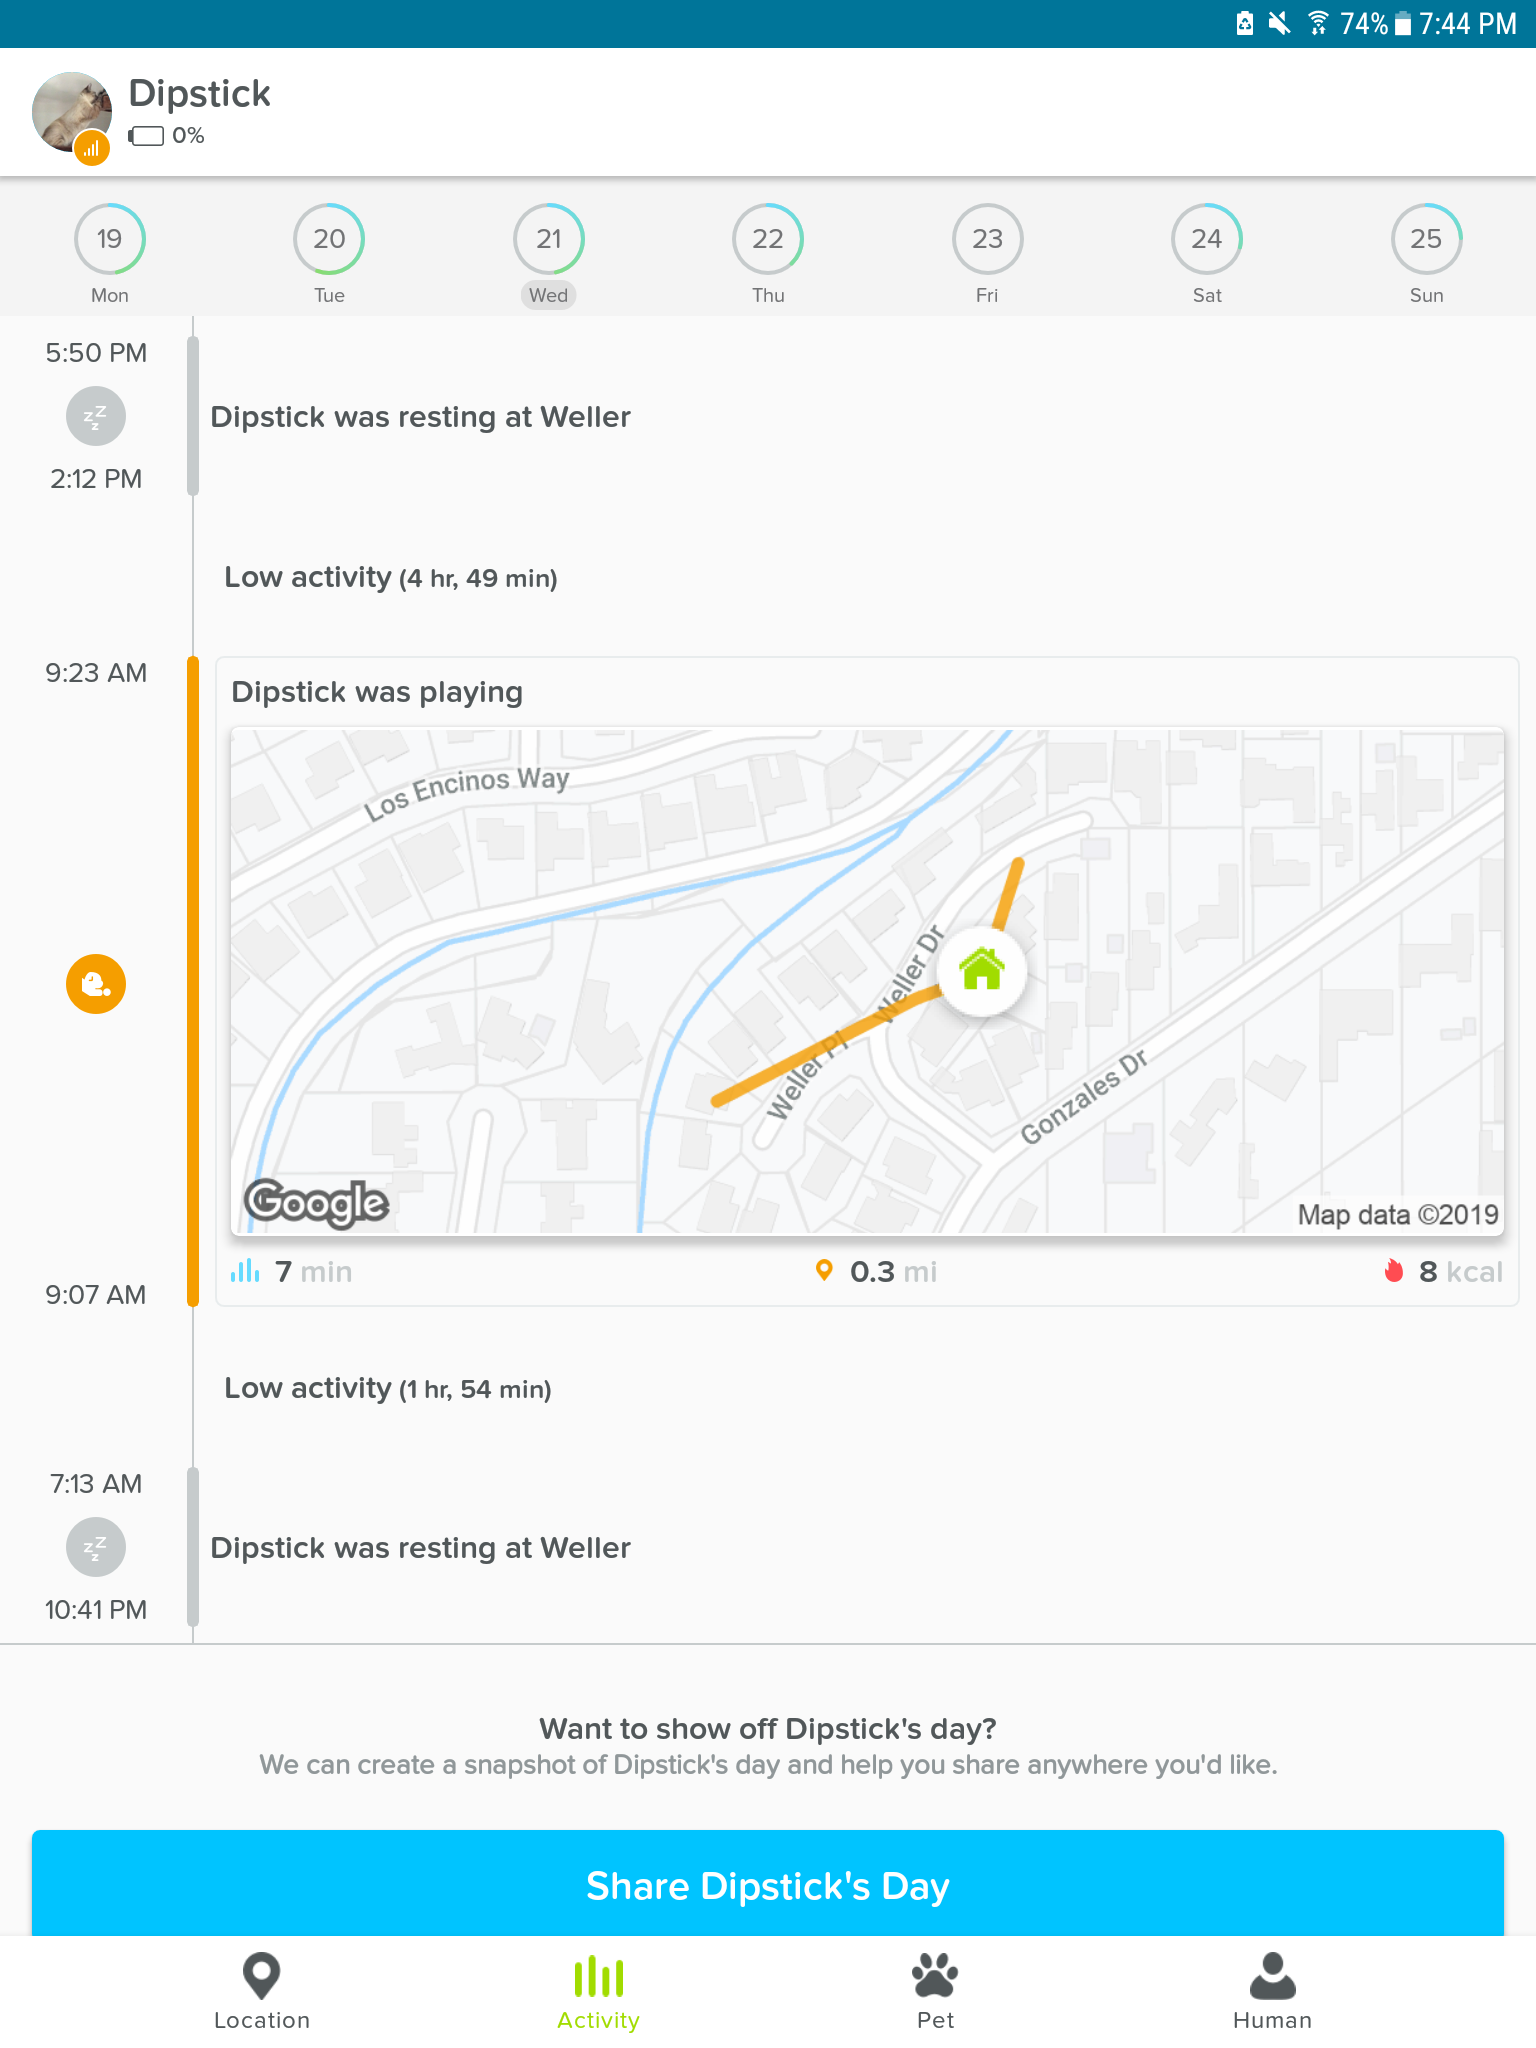 74% 7:44 PM
Dipstick
0%
19 20 21 22 23 24 25
Mon Tue Wed Thu Fri Sat Sun
5:50 PM
zzz
Dipstick was resting at Weller
2:12 PM
Low activity (4 hr, 49 min)
9:23 AM
Dipstick was playing
Los Encinos Way
Weller Dr
Weller Pl
Gonzales Dr
Google
Map data ©2019
7 min 0.3 mi 8 kcal
9:07 AM
Low activity (1 hr, 54 min)
7:13 AM
zzz
Dipstick was resting at Weller
10:41 PM
Want to show off Dipstick's day?
We can create a snapshot of Dipstick's day and help you share anywhere you'd like.
Share Dipstick's Day
Location Activity Pet Human